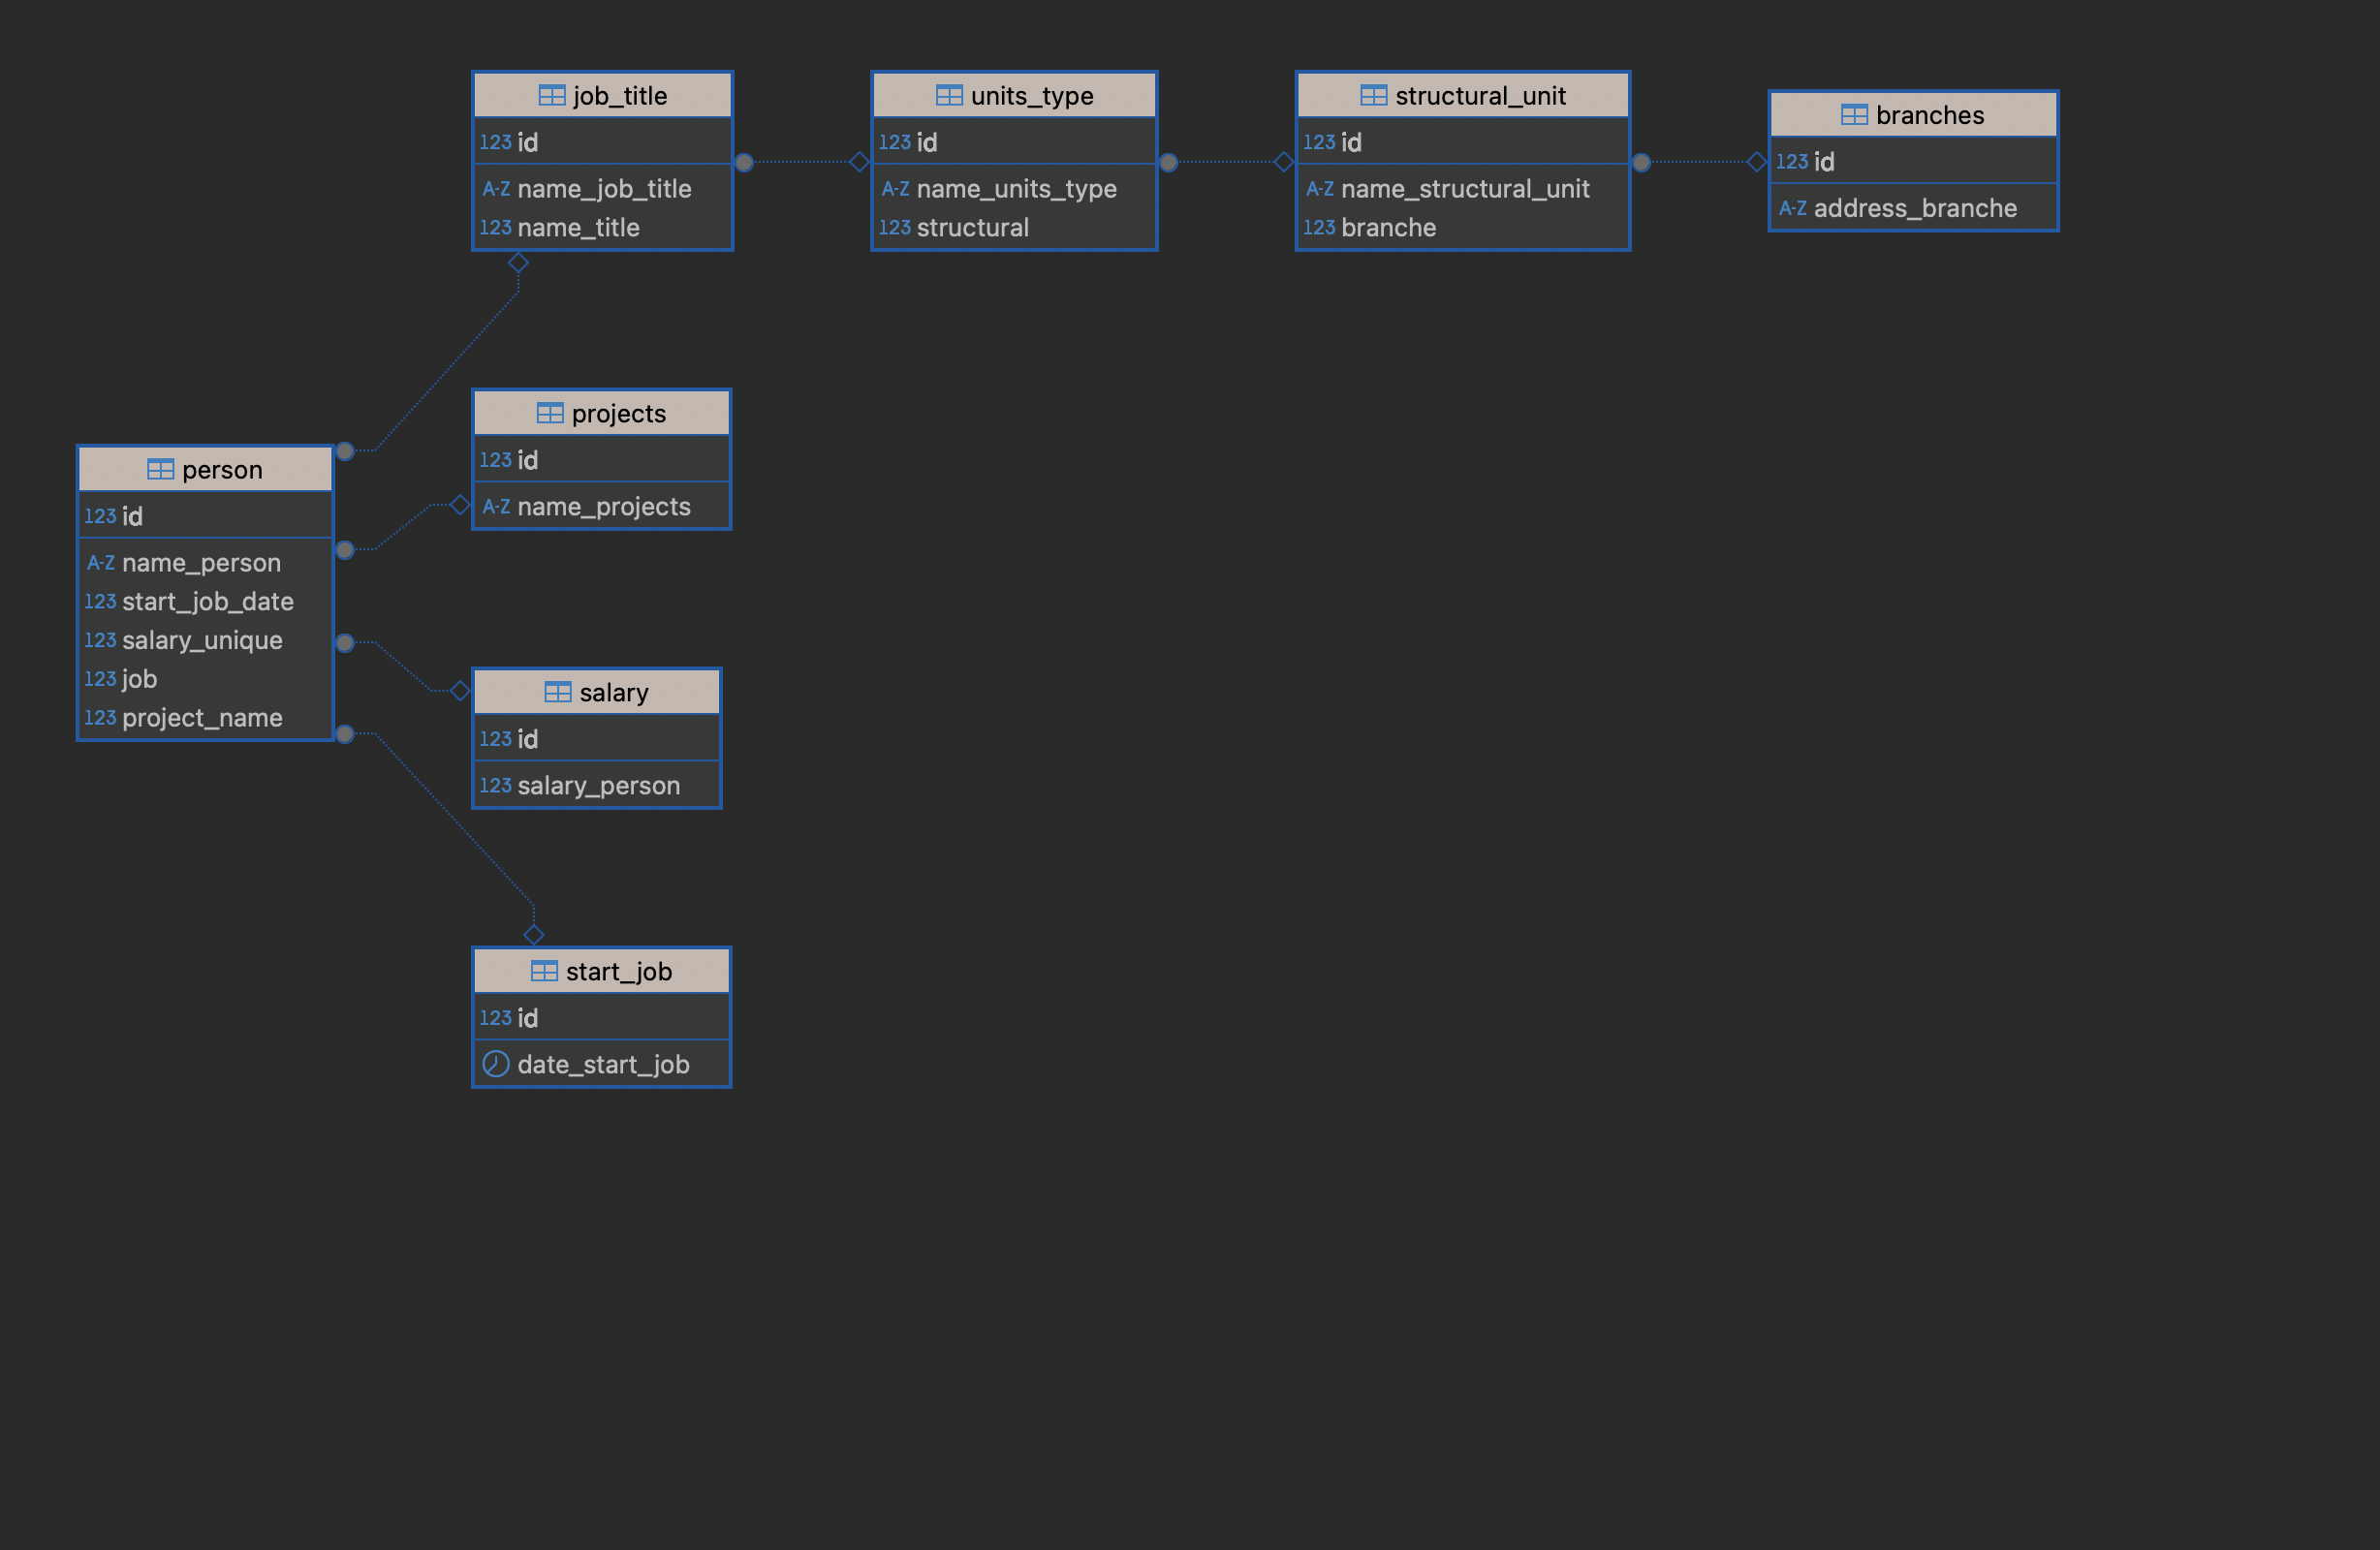 job_title
123 id
A-Z name_job_title
123 name_title
units_type
123 id
A-Z name_units_type
123 structural
structural_unit
123 id
A-Z name_structural_unit
123 branche
branches
123 id
A-Z address_branche
projects
123 id
A-Z name_projects
person
123 id
A-Z name_person
123 start_job_date
123 salary_unique
123 job
123 project_name
salary
123 id
123 salary_person
start_job
123 id
date_start_job